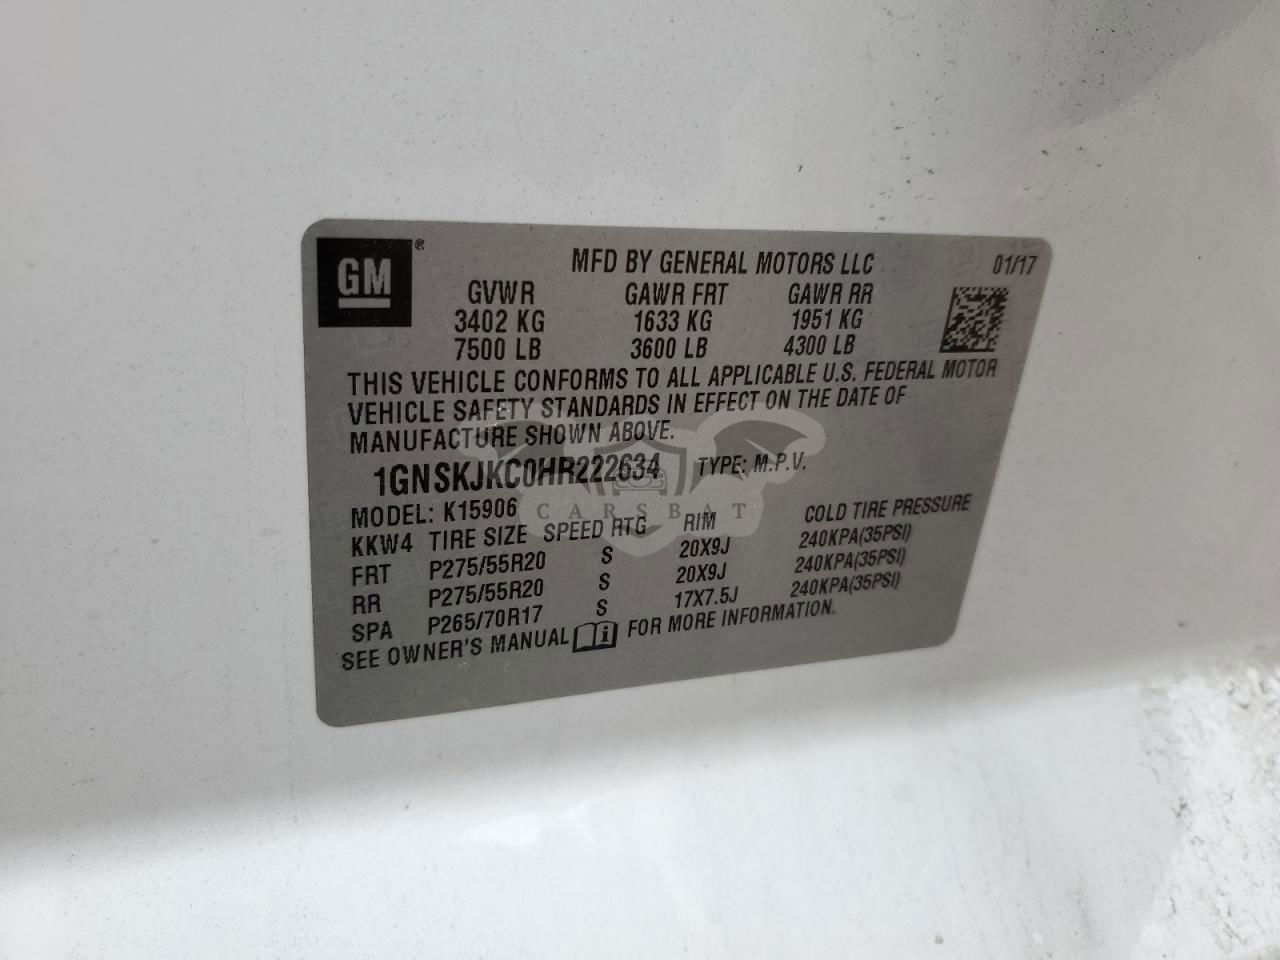 GM®
MFD BY GENERAL MOTORS LLC 01/17
GVWR GAWR FRT GAWR RR
3402 KG 1633 KG 1951 KG
7500 LB 3600 LB 4300 LB
THIS VEHICLE CONFORMS TO ALL APPLICABLE U.S. FEDERAL MOTOR
VEHICLE SAFETY STANDARDS IN EFFECT ON THE DATE OF
MANUFACTURE SHOWN ABOVE.
1GNSKJKC0HR222634 TYPE: M.P.V.
CARSBAT
MODEL: K15906
KKW4 TIRE SIZE SPEED RTG RIM COLD TIRE PRESSURE
FRT P275/55R20 S 20X9J 240KPA(35PSI)
RR P275/55R20 S 20X9J 240KPA(35PSI)
SPA P265/70R17 S 17X7.5J 240KPA(35PSI)
SEE OWNER'S MANUAL i FOR MORE INFORMATION.